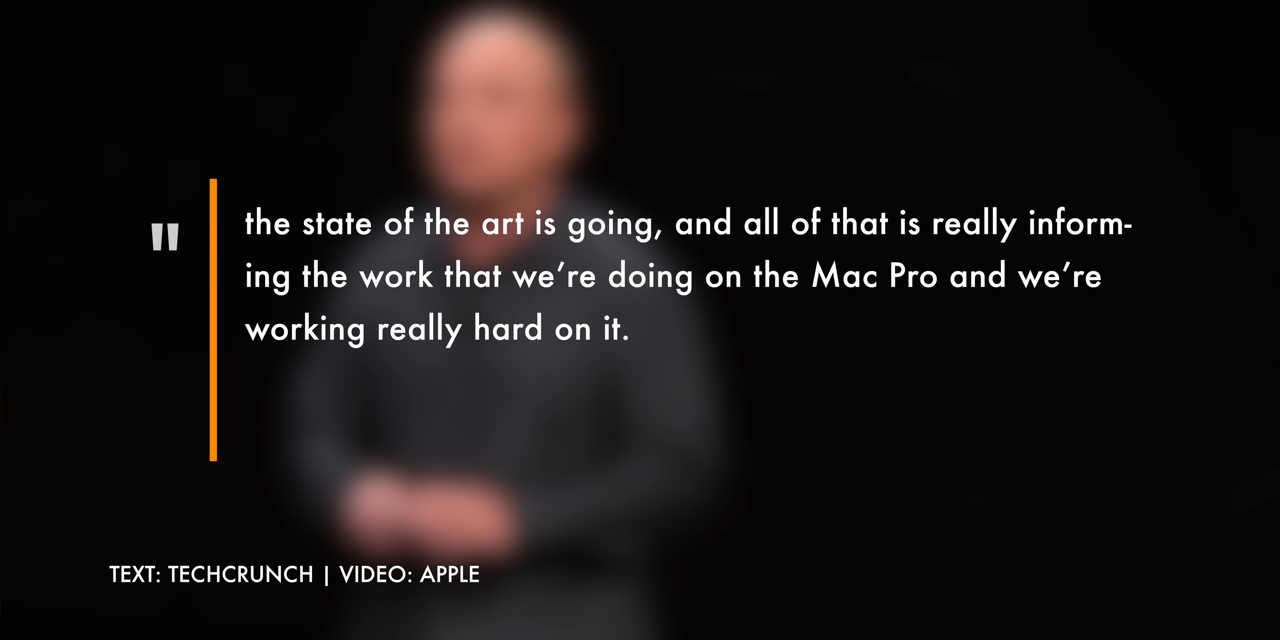 "
the state of the art is going, and all of that is really inform-
ing the work that we’re doing on the Mac Pro and we’re
working really hard on it.
TEXT: TECHCRUNCH | VIDEO: APPLE